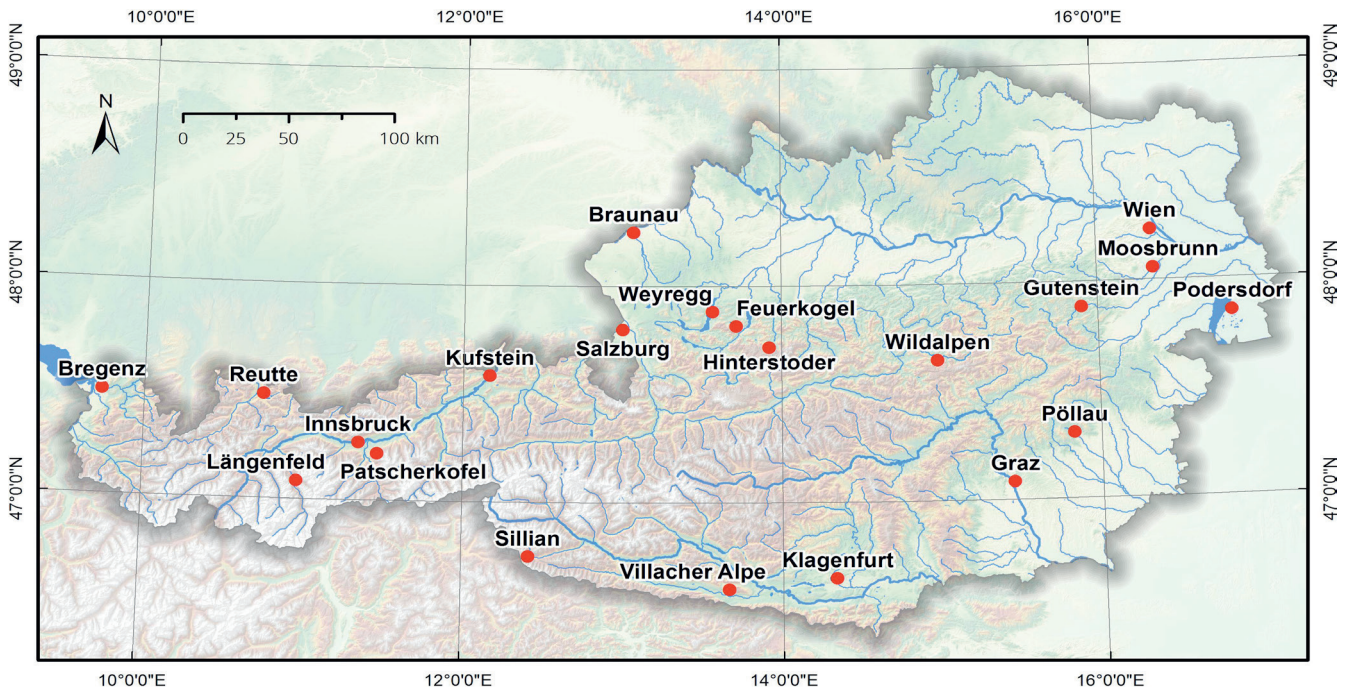 10°0'0"E 12°0'0"E 14°0'0"E 16°0'0"E
49°0'0"N 49°0'0"N
N
0 25 50 100 km
Braunau
Wien
Moosbrunn
48°0'0"N 48°0'0"N
Weyregg
Feuerkogel
Gutenstein
Podersdorf
Salzburg
Hinterstoder
Wildalpen
Kufstein
Bregenz
Reutte
Innsbruck
Pöllau
Längenfeld
Patscherkofel
Graz
47°0'0"N 47°0'0"N
Sillian
Villacher Alpe
Klagenfurt
10°0'0"E 12°0'0"E 14°0'0"E 16°0'0"E